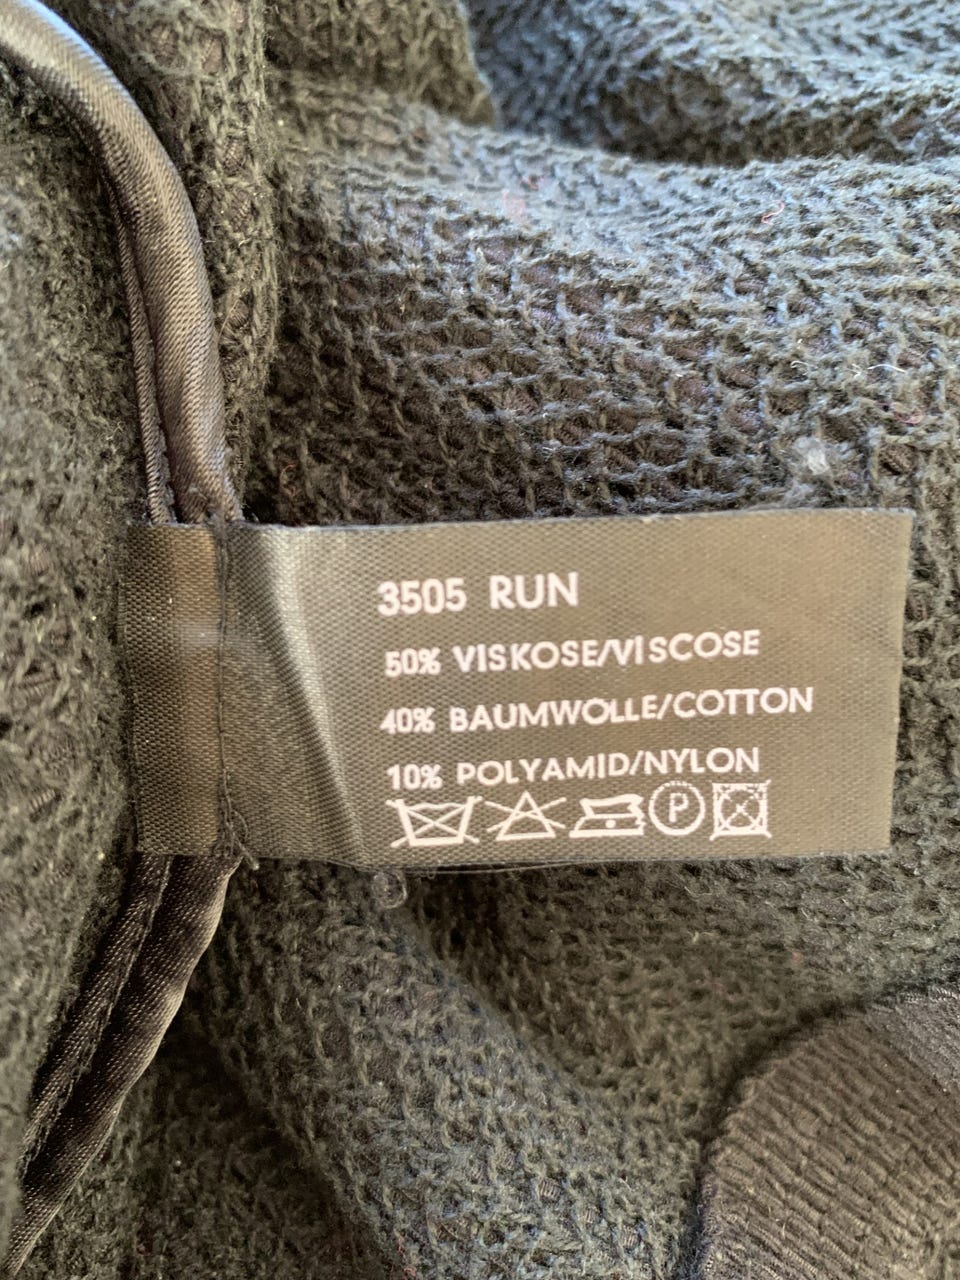 3505 RUN
50% VISKOSE/VISCOSE
40% BAUMWOLLE/COTTON
10% POLYAMID/NYLON
P